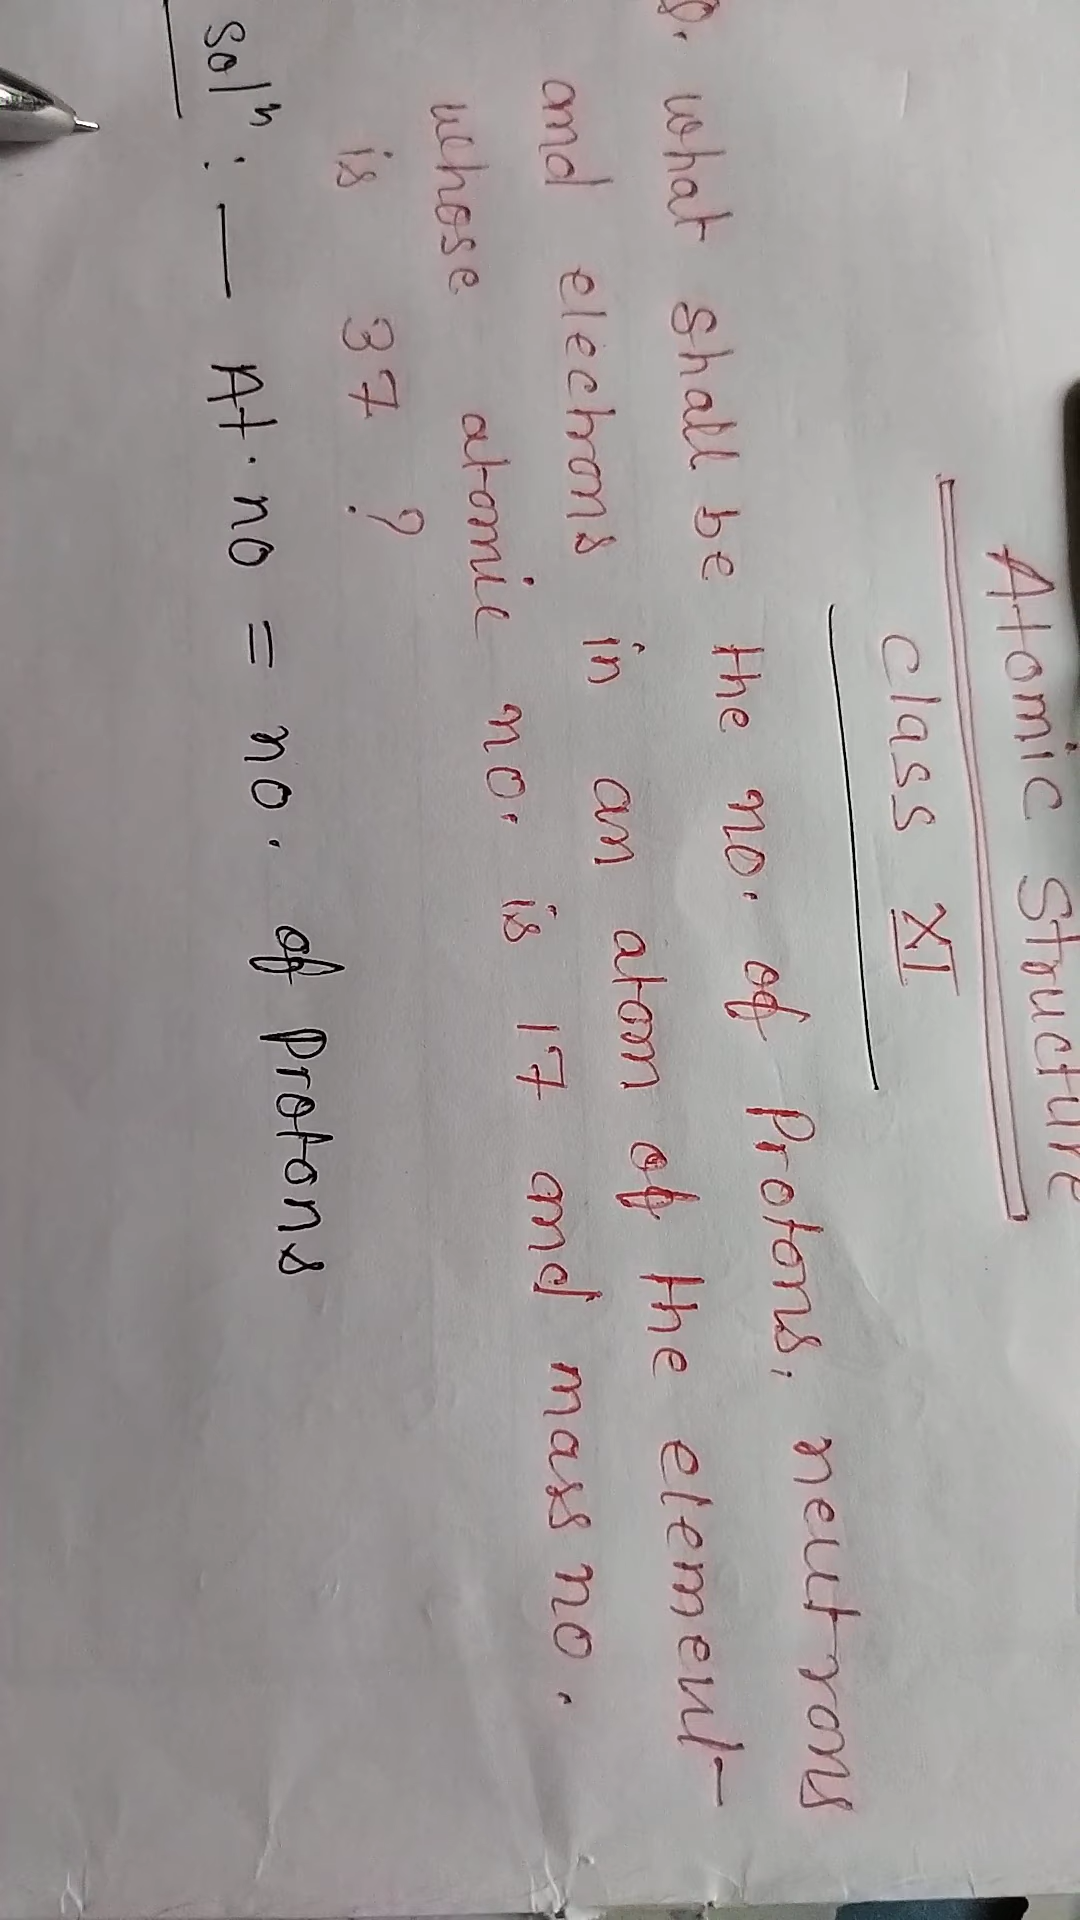 Atomic Structure
Class XI
Q. What shall be the no. of Protons, neutrons
and electrons in an atom of the element
whose atomic no. is 17 and mass no.
is 37 ?
Solⁿ : — At. no = no. of Protons